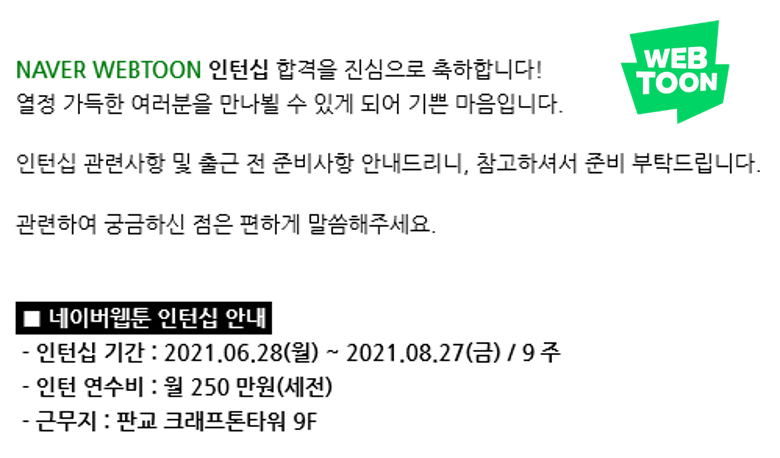 NAVER WEBTOON 인턴십 합격을 진심으로 축하합니다!
열정 가득한 여러분을 만나뵐 수 있게 되어 기쁜 마음입니다.
WEB
TOON
인턴십 관련사항 및 출근 전 준비사항 안내드리니, 참고하셔서 준비 부탁드립니다.
관련하여 궁금하신 점은 편하게 말씀해주세요.
■ 네이버웹툰 인턴십 안내
- 인턴십 기간 : 2021.06.28(월) ~ 2021.08.27(금) / 9 주
- 인턴 연수비 : 월 250 만원(세전)
- 근무지 : 판교 크래프톤타워 9F